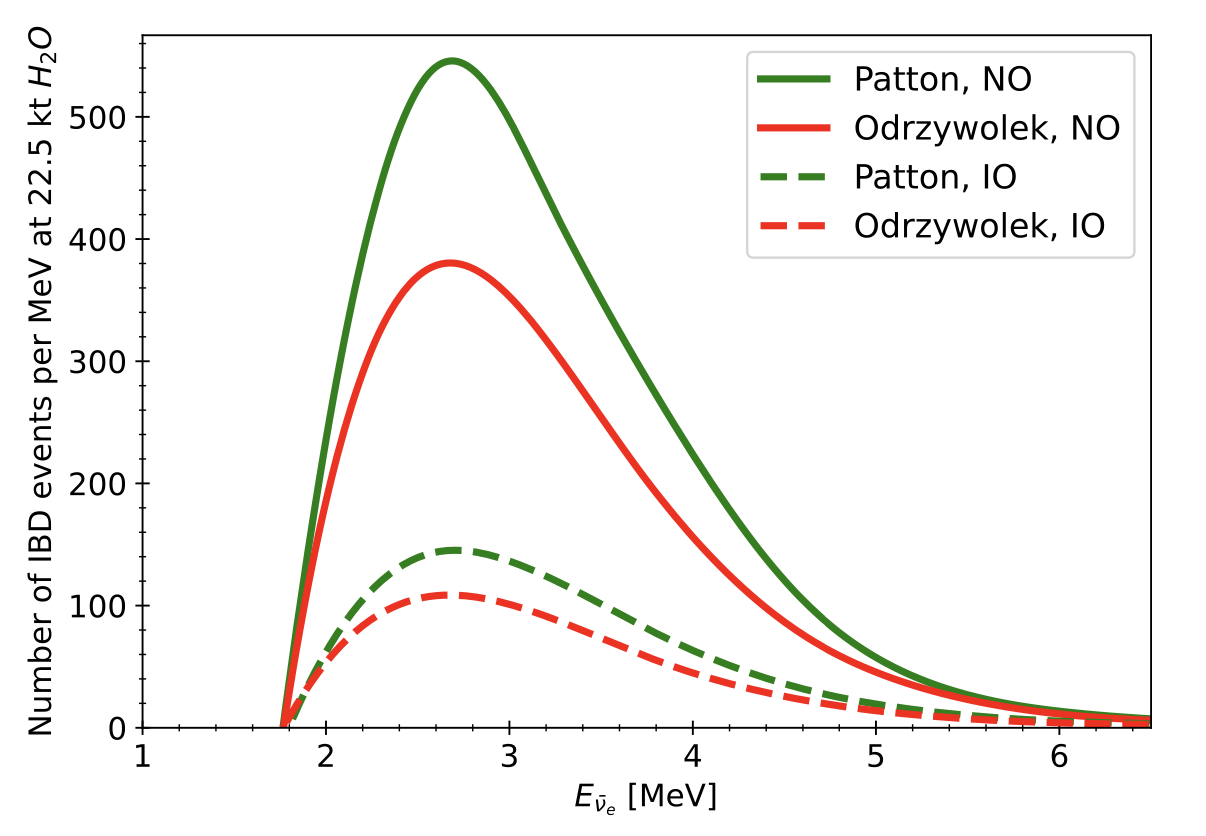 Number of IBD events per MeV at 22.5 kt H₂O
500
400
300
200
100
0
1 2 3 4 5 6
E_ν̄ₑ [MeV]
Patton, NO
Odrzywolek, NO
Patton, IO
Odrzywolek, IO